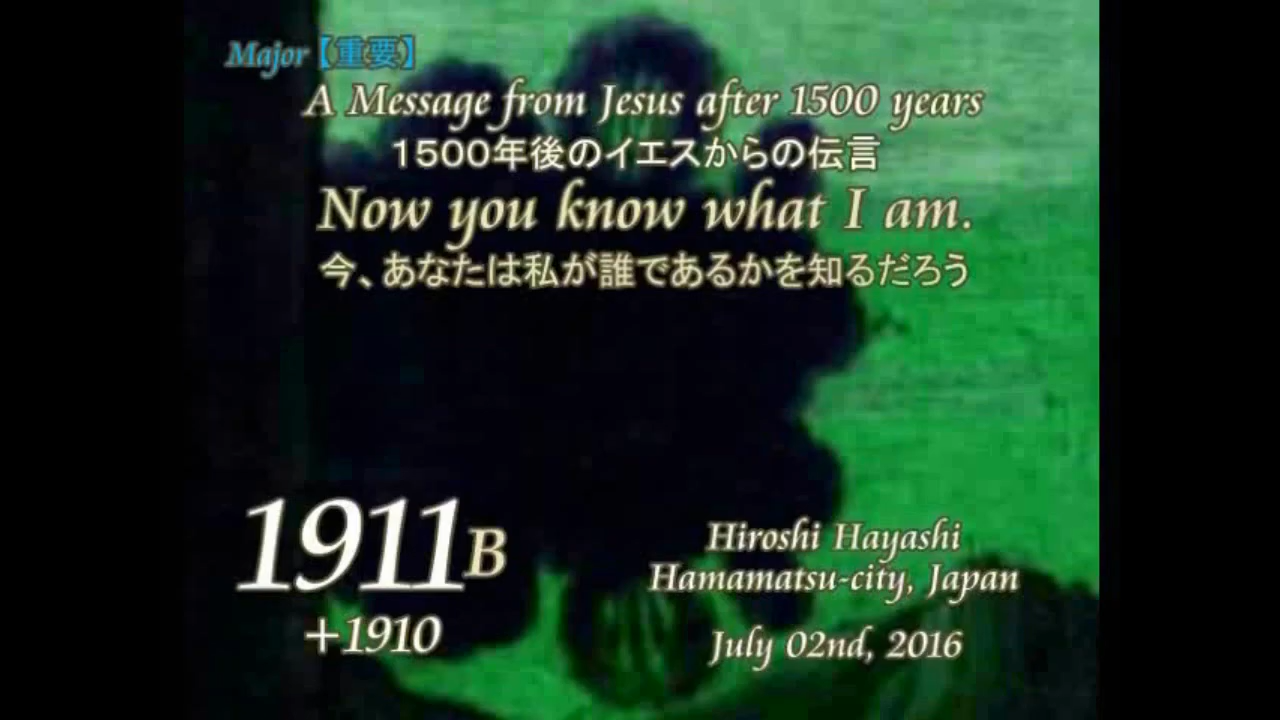 Major【重要】
A Message from Jesus after 1500 years
１５００年後のイエスからの伝言
Now you know what I am.
今、あなたは私が誰であるかを知るだろう
1911B
+1910
Hiroshi Hayashi
Hamamatsu-city, Japan
July 02nd, 2016